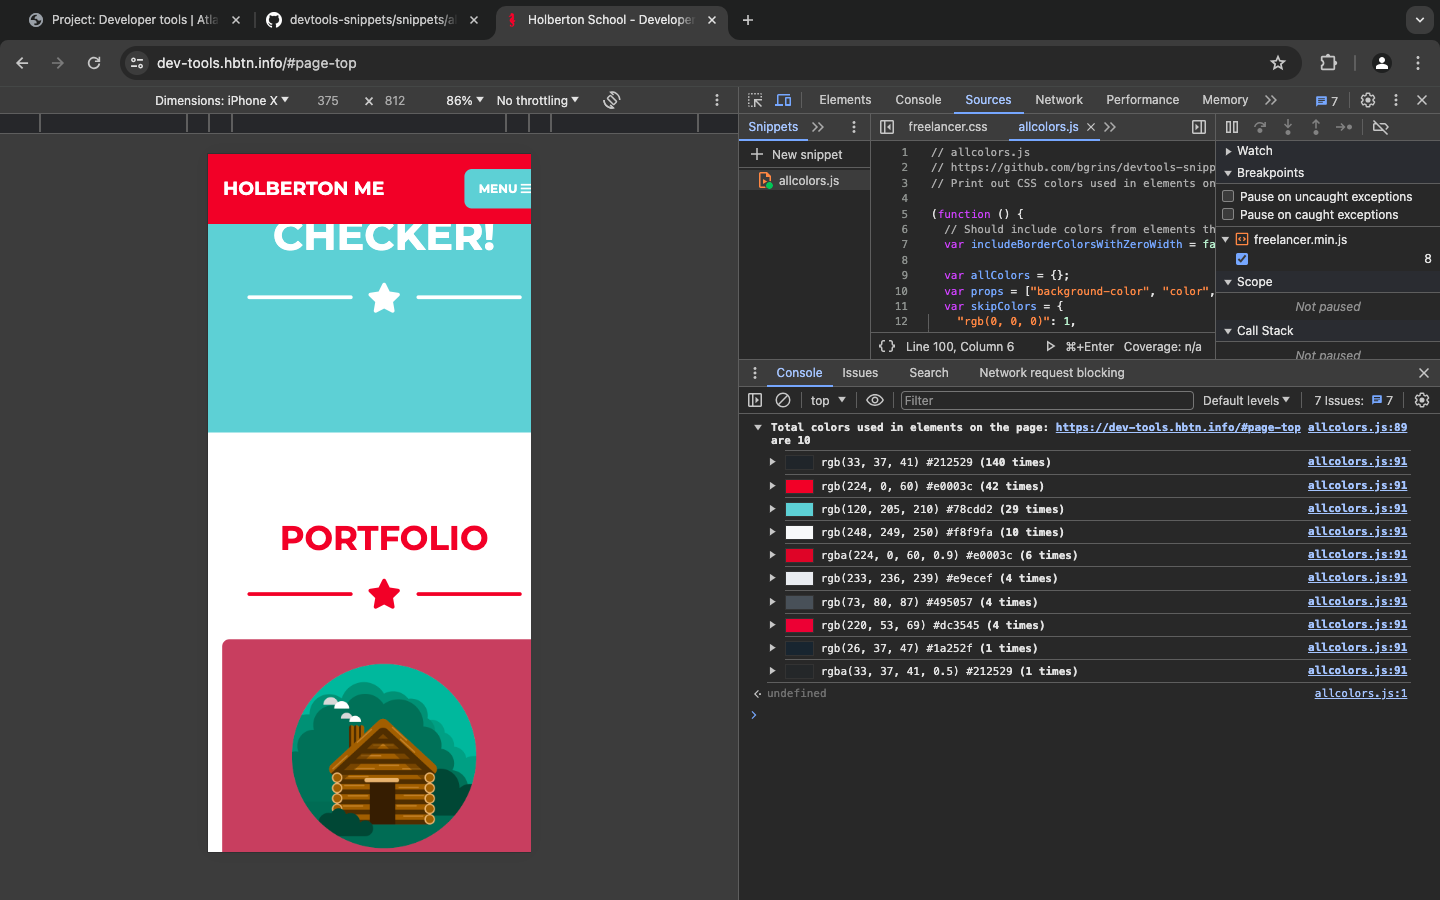 Project: Developer tools | Atla
devtools-snippets/snippets/al
Holberton School - Developer
dev-tools.hbtn.info/#page-top
Dimensions: iPhone X 375 × 812 86% No throttling
HOLBERTON ME
MENU
CHECKER!
PORTFOLIO
Elements Console Sources Network Performance Memory 7
Snippets
New snippet
allcolors.js
freelancer.css allcolors.js
1 // allcolors.js
2 // https://github.com/bgrins/devtools-snipp
3 // Print out CSS colors used in elements on
4
5 (function () {
6 // Should include colors from elements th
7 var includeBorderColorsWithZeroWidth = fa
8
9 var allColors = {};
10 var props = ["background-color", "color",
11 var skipColors = {
12 "rgb(0, 0, 0)": 1,
{ } Line 100, Column 6 ⌘+Enter Coverage: n/a
Watch
Breakpoints
Pause on uncaught exceptions
Pause on caught exceptions
freelancer.min.js
8
Scope
Not paused
Call Stack
Not paused
Console Issues Search Network request blocking
top Filter Default levels 7 Issues: 7
Total colors used in elements on the page: https://dev-tools.hbtn.info/#page-top allcolors.js:89
are 10
rgb(33, 37, 41) #212529 (140 times) allcolors.js:91
rgb(224, 0, 60) #e0003c (42 times) allcolors.js:91
rgb(120, 205, 210) #78cdd2 (29 times) allcolors.js:91
rgb(248, 249, 250) #f8f9fa (10 times) allcolors.js:91
rgba(224, 0, 60, 0.9) #e0003c (6 times) allcolors.js:91
rgb(233, 236, 239) #e9ecef (4 times) allcolors.js:91
rgb(73, 80, 87) #495057 (4 times) allcolors.js:91
rgb(220, 53, 69) #dc3545 (4 times) allcolors.js:91
rgb(26, 37, 47) #1a252f (1 times) allcolors.js:91
rgba(33, 37, 41, 0.5) #212529 (1 times) allcolors.js:91
undefined allcolors.js:1